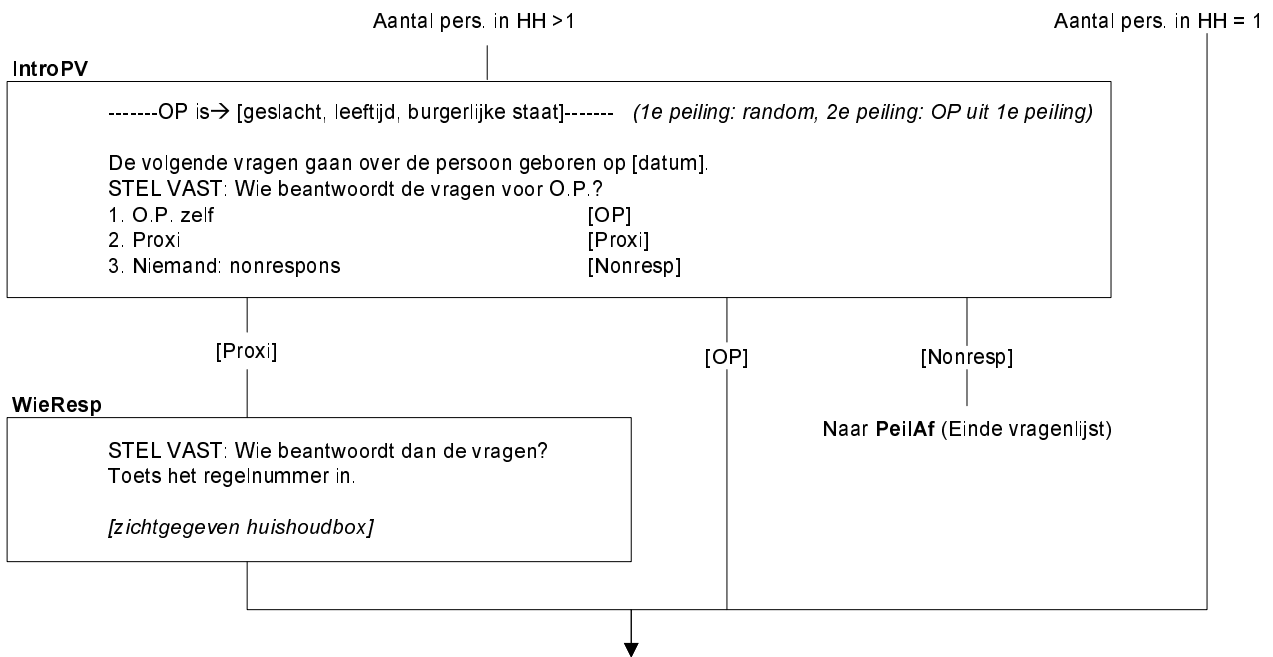 Aantal pers. in HH >1
Aantal pers. in HH = 1
IntroPV
-------OP is→ [geslacht, leeftijd, burgerlijke staat]------- (1e peiling: random, 2e peiling: OP uit 1e peiling)
De volgende vragen gaan over de persoon geboren op [datum].
STEL VAST: Wie beantwoordt de vragen voor O.P.?
1. O.P. zelf [OP]
2. Proxi [Proxi]
3. Niemand: nonrespons [Nonresp]
[Proxi]
[OP]
[Nonresp]
WieResp
Naar PeilAf (Einde vragenlijst)
STEL VAST: Wie beantwoordt dan de vragen?
Toets het regelnummer in.
[zichtgegeven huishoudbox]